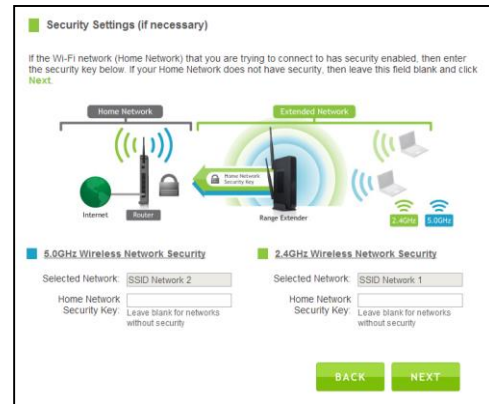 Security Settings (if necessary)
If the Wi-Fi network (Home Network) that you are trying to connect to has security enabled, then enter
the security key below. If your Home Network does not have security, then leave this field blank and click
Next.
Home Network
Extended Network
Home Network
Security Key
Internet
Router
Range Extender
2.4GHz
5.0GHz
5.0GHz Wireless Network Security
Selected Network: SSID Network 2
Home Network
Security Key:
Leave blank for networks
without security
2.4GHz Wireless Network Security
Selected Network: SSID Network 1
Home Network
Security Key:
Leave blank for networks
without security
BACK
NEXT